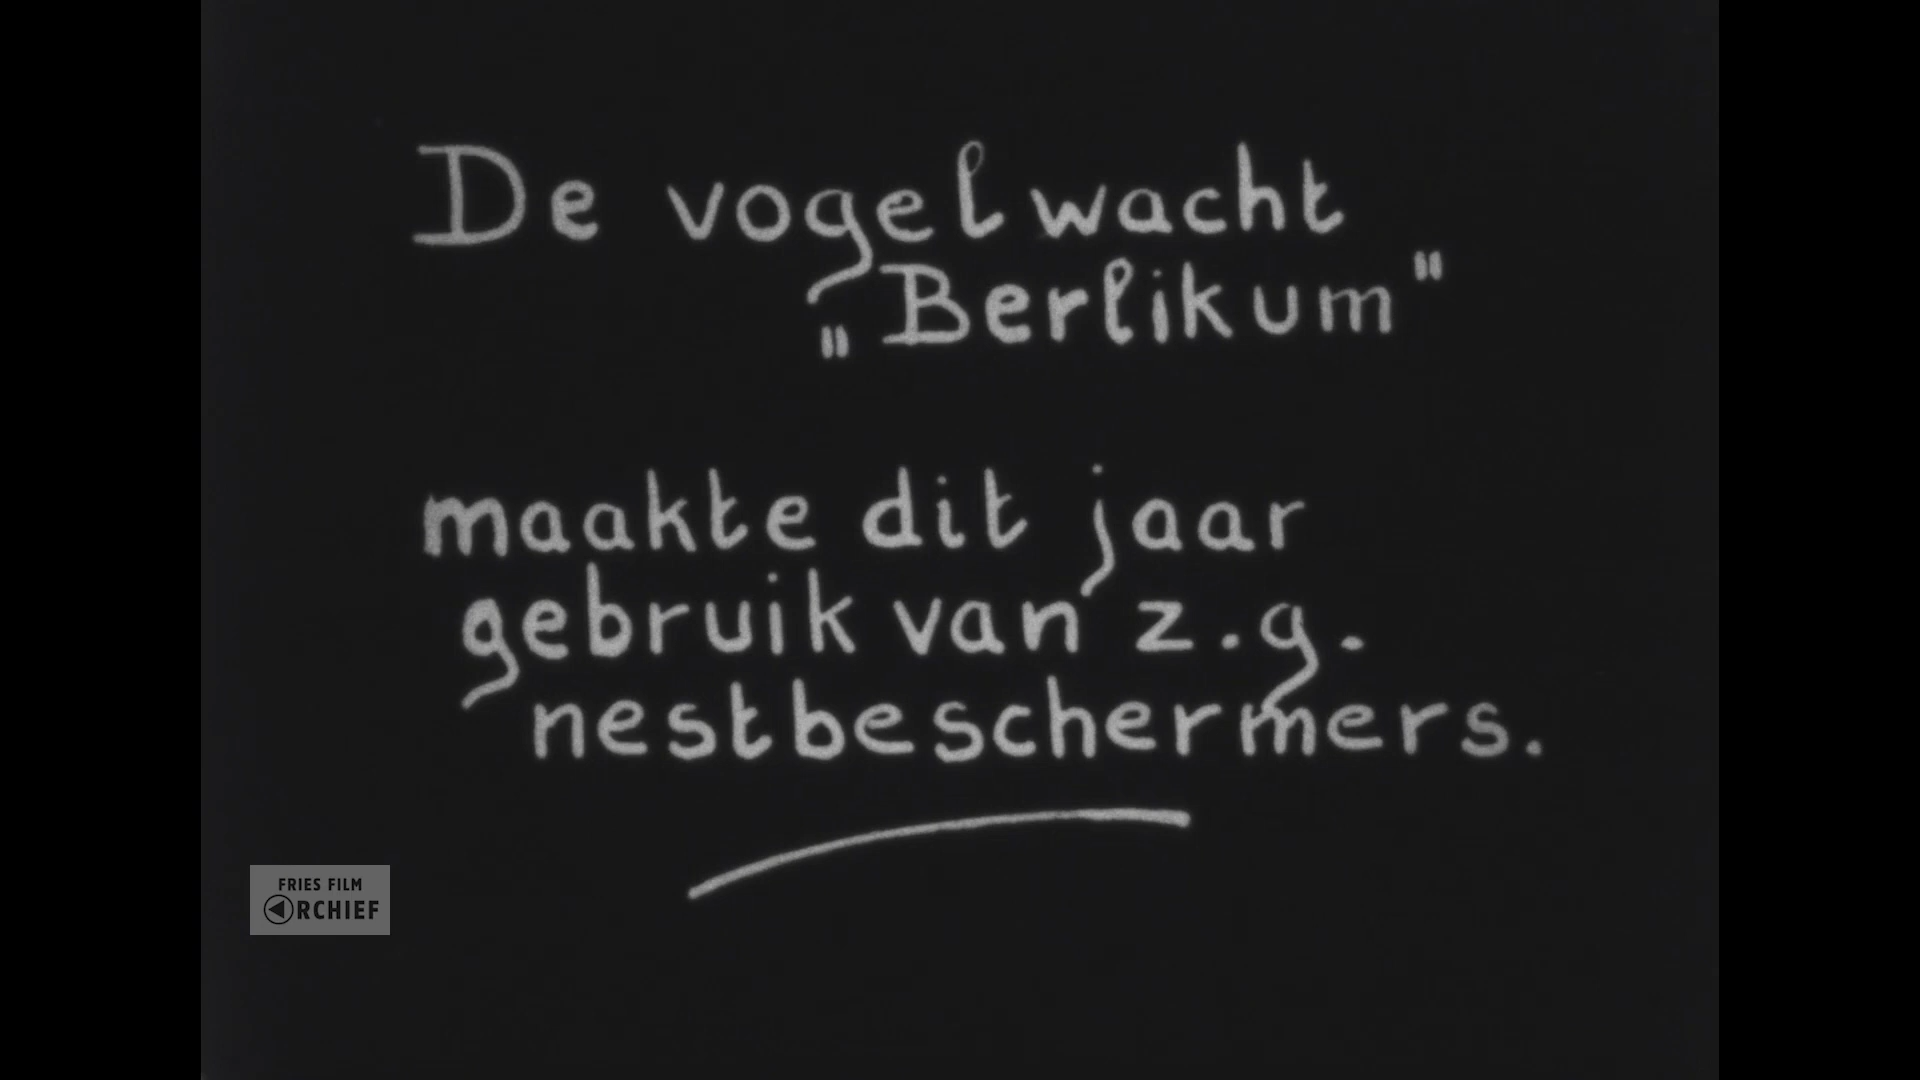 De vogelwacht
„Berlikum"
maakte dit jaar
gebruik van z.g.
nestbeschermers.
FRIES FILM
ARCHIEF